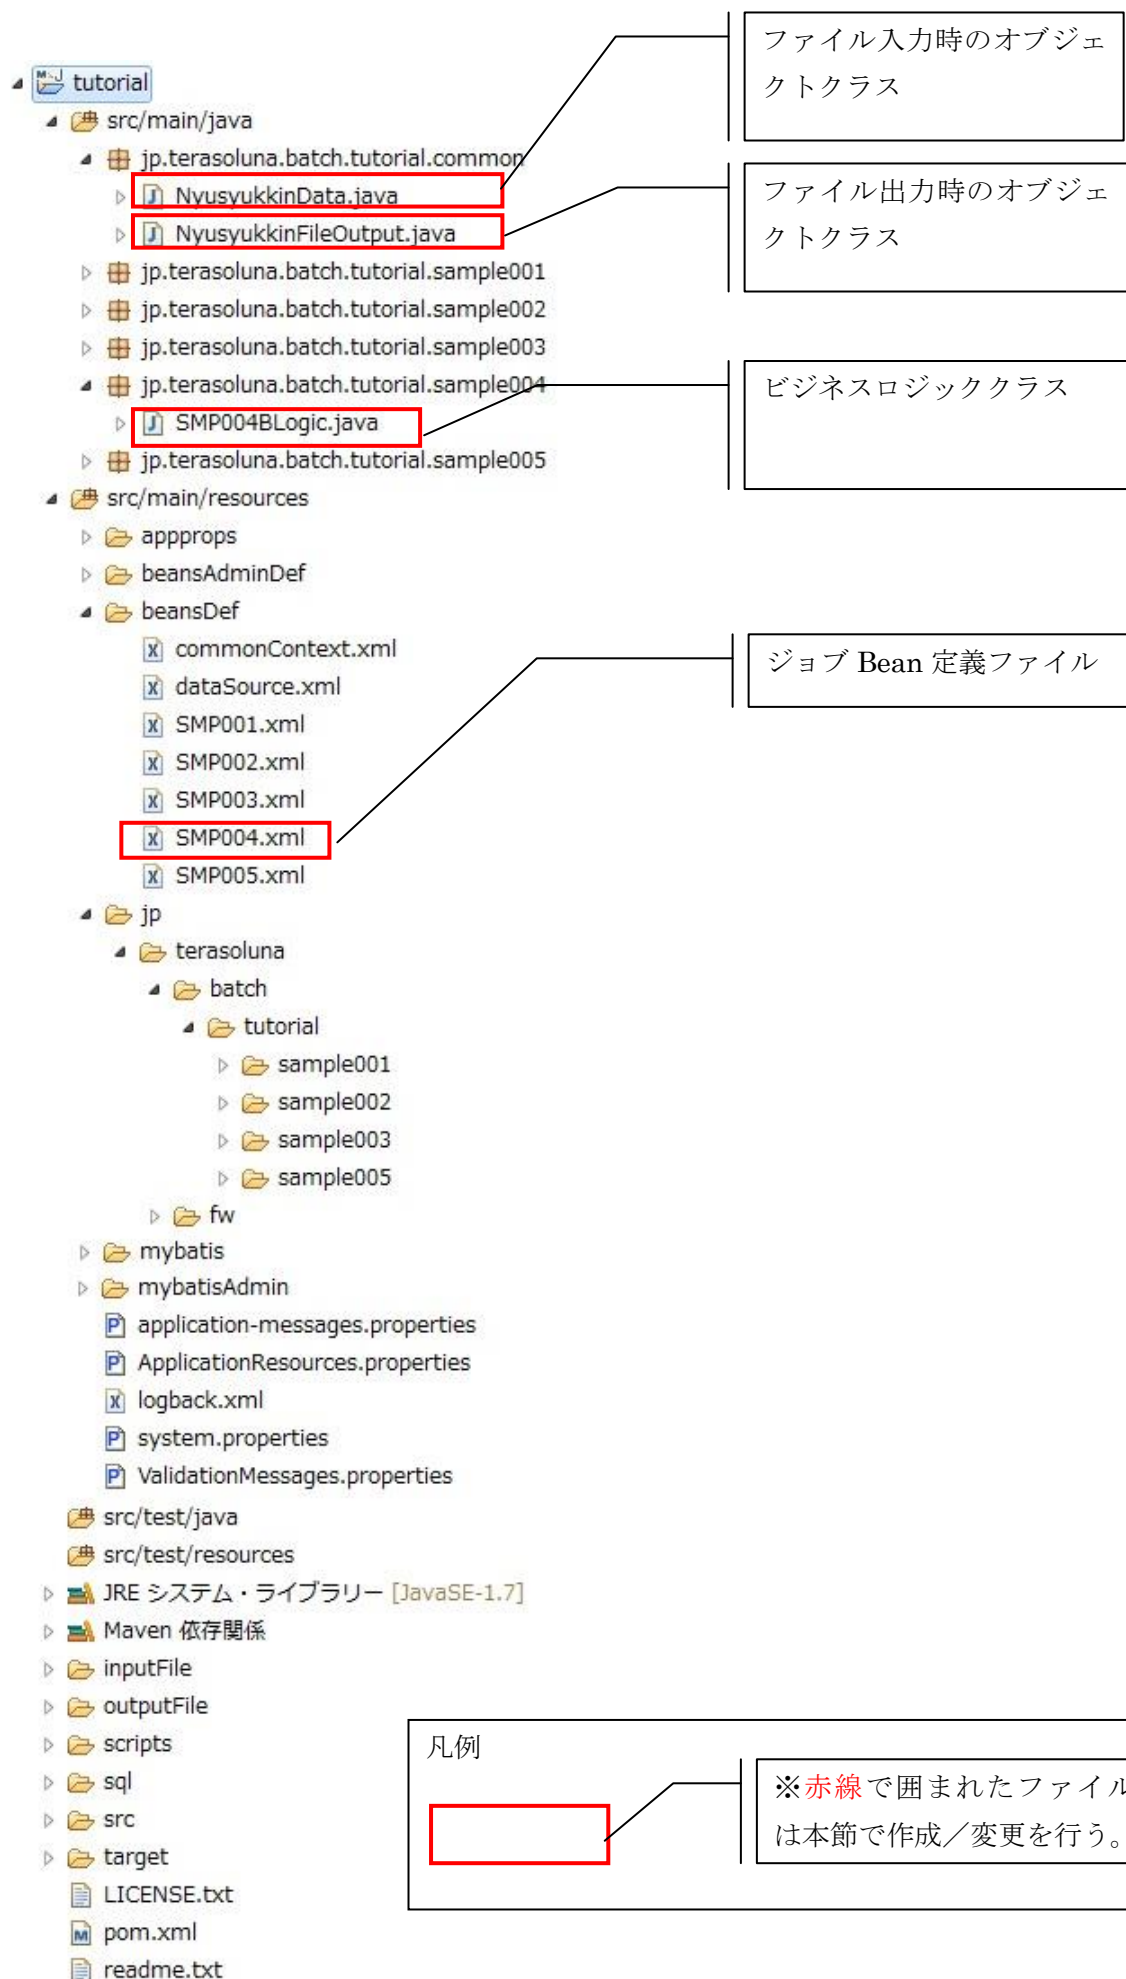 ファイル入力時のオブジェ
クトクラス
tutorial
src/main/java
jp.terasoluna.batch.tutorial.common
NyusyukkinData.java
ファイル出力時のオブジェ
クトクラス
NyusyukkinFileOutput.java
jp.terasoluna.batch.tutorial.sample001
jp.terasoluna.batch.tutorial.sample002
jp.terasoluna.batch.tutorial.sample003
jp.terasoluna.batch.tutorial.sample004
ビジネスロジッククラス
SMP004BLogic.java
jp.terasoluna.batch.tutorial.sample005
src/main/resources
appprops
beansAdminDef
beansDef
commonContext.xml
ジョブ Bean 定義ファイル
dataSource.xml
SMP001.xml
SMP002.xml
SMP003.xml
SMP004.xml
SMP005.xml
jp
terasoluna
batch
tutorial
sample001
sample002
sample003
sample005
fw
mybatis
mybatisAdmin
application-messages.properties
ApplicationResources.properties
logback.xml
system.properties
ValidationMessages.properties
src/test/java
src/test/resources
JRE システム・ライブラリー [JavaSE-1.7]
Maven 依存関係
inputFile
outputFile
scripts
sql
src
target
LICENSE.txt
pom.xml
readme.txt
凡例
※赤線で囲まれたファイル
は本節で作成／変更を行う。